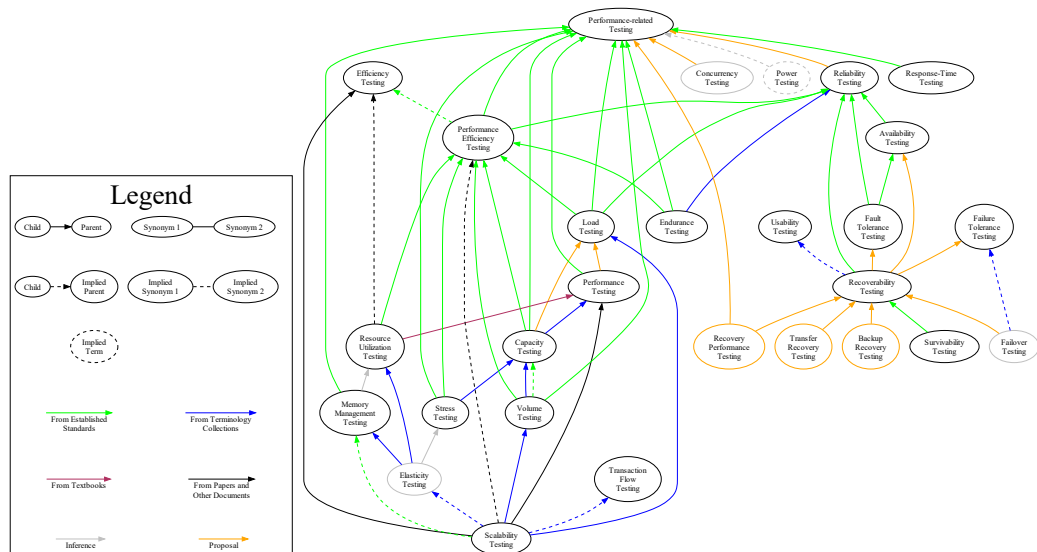 Performance-related
Testing
Efficiency
Testing
Concurrency
Testing
Power
Testing
Reliability
Testing
Response-Time
Testing
Performance
Efficiency
Testing
Availability
Testing
Legend
Child
Parent
Synonym 1
Synonym 2
Load
Testing
Endurance
Testing
Usability
Testing
Fault
Tolerance
Testing
Failure
Tolerance
Testing
Child
Implied
Parent
Implied
Synonym 1
Implied
Synonym 2
Performance
Testing
Recoverability
Testing
Implied
Term
Resource
Utilization
Testing
Capacity
Testing
Recovery
Performance
Testing
Transfer
Recovery
Testing
Backup
Recovery
Testing
Survivability
Testing
Failover
Testing
Memory
Management
Testing
Stress
Testing
Volume
Testing
From Established
Standards
From Terminology
Collections
Elasticity
Testing
Transaction
Flow
Testing
From Textbooks
From Papers and
Other Documents
Scalability
Testing
Inference
Proposal